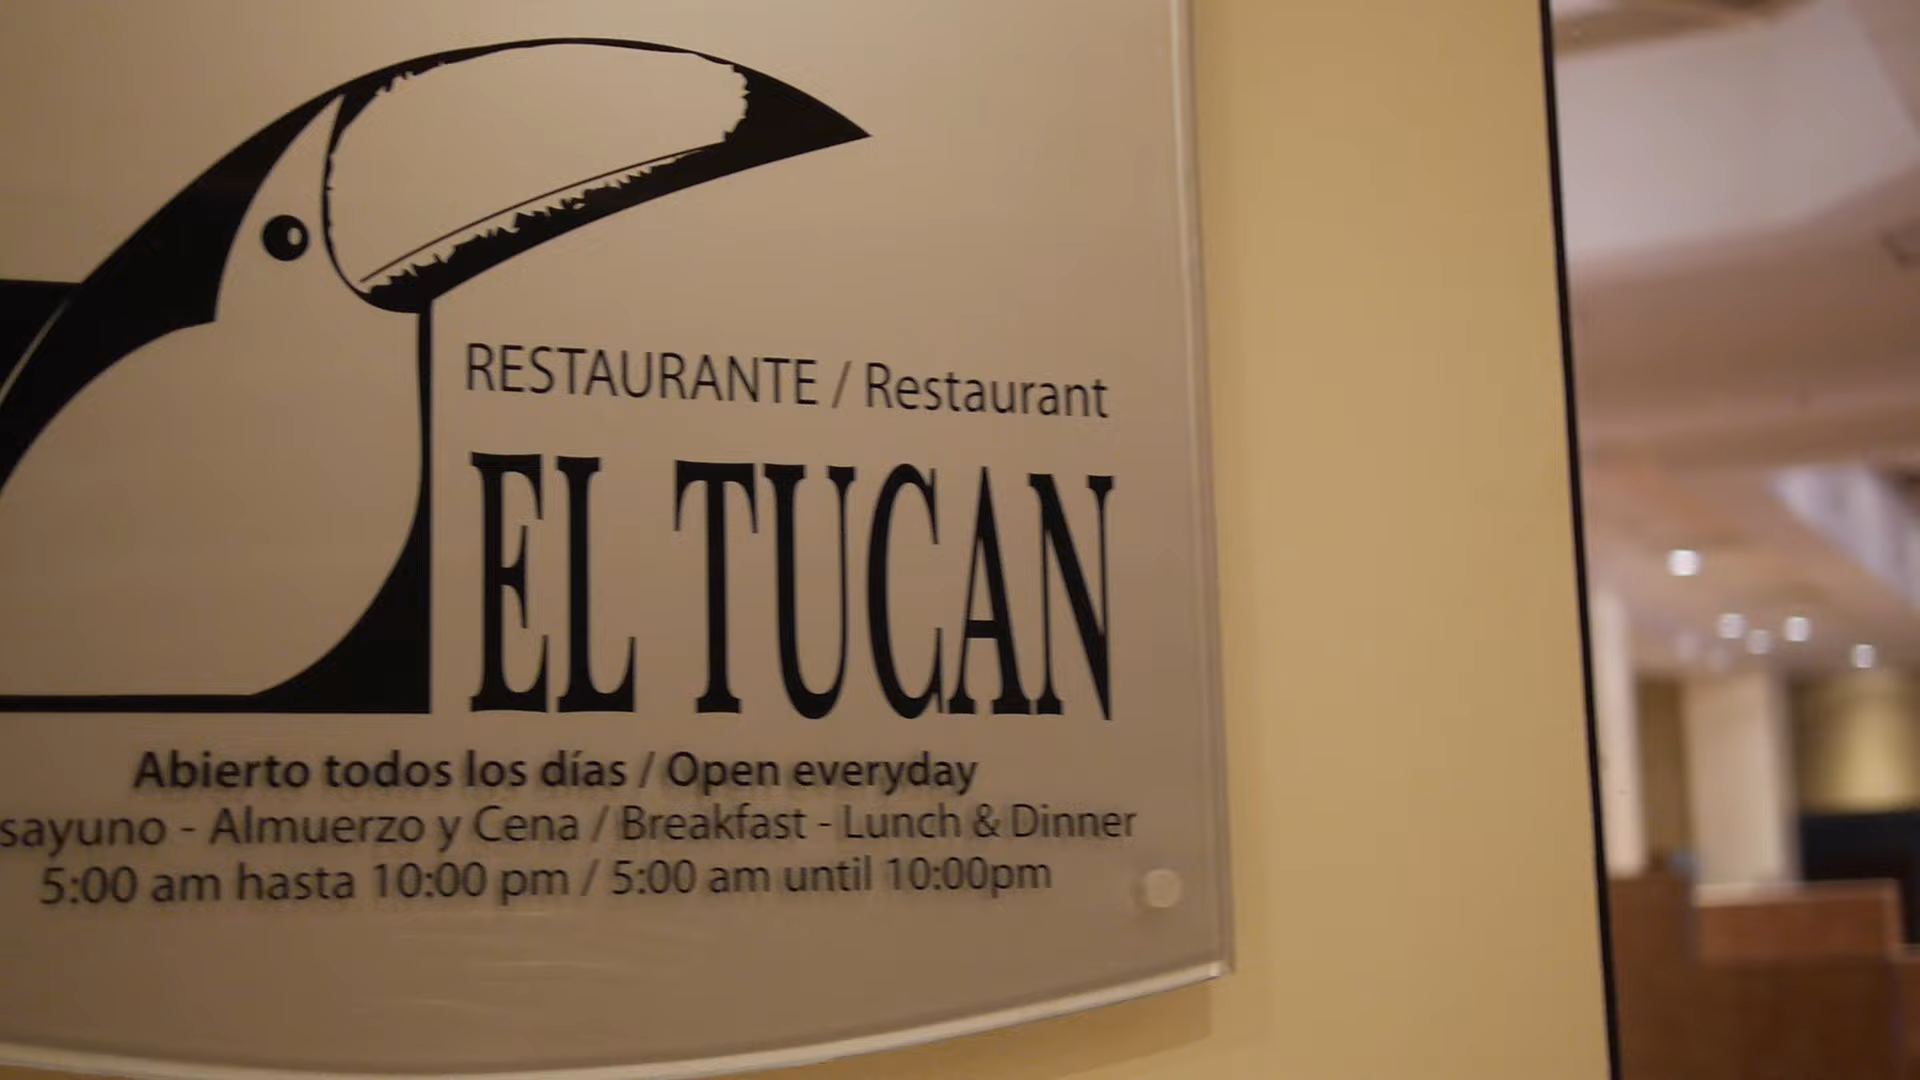 RESTAURANTE / Restaurant
EL TUCAN
Abierto todos los días / Open everyday
sayuno - Almuerzo y Cena / Breakfast - Lunch & Dinner
5:00 am hasta 10:00 pm / 5:00 am until 10:00pm